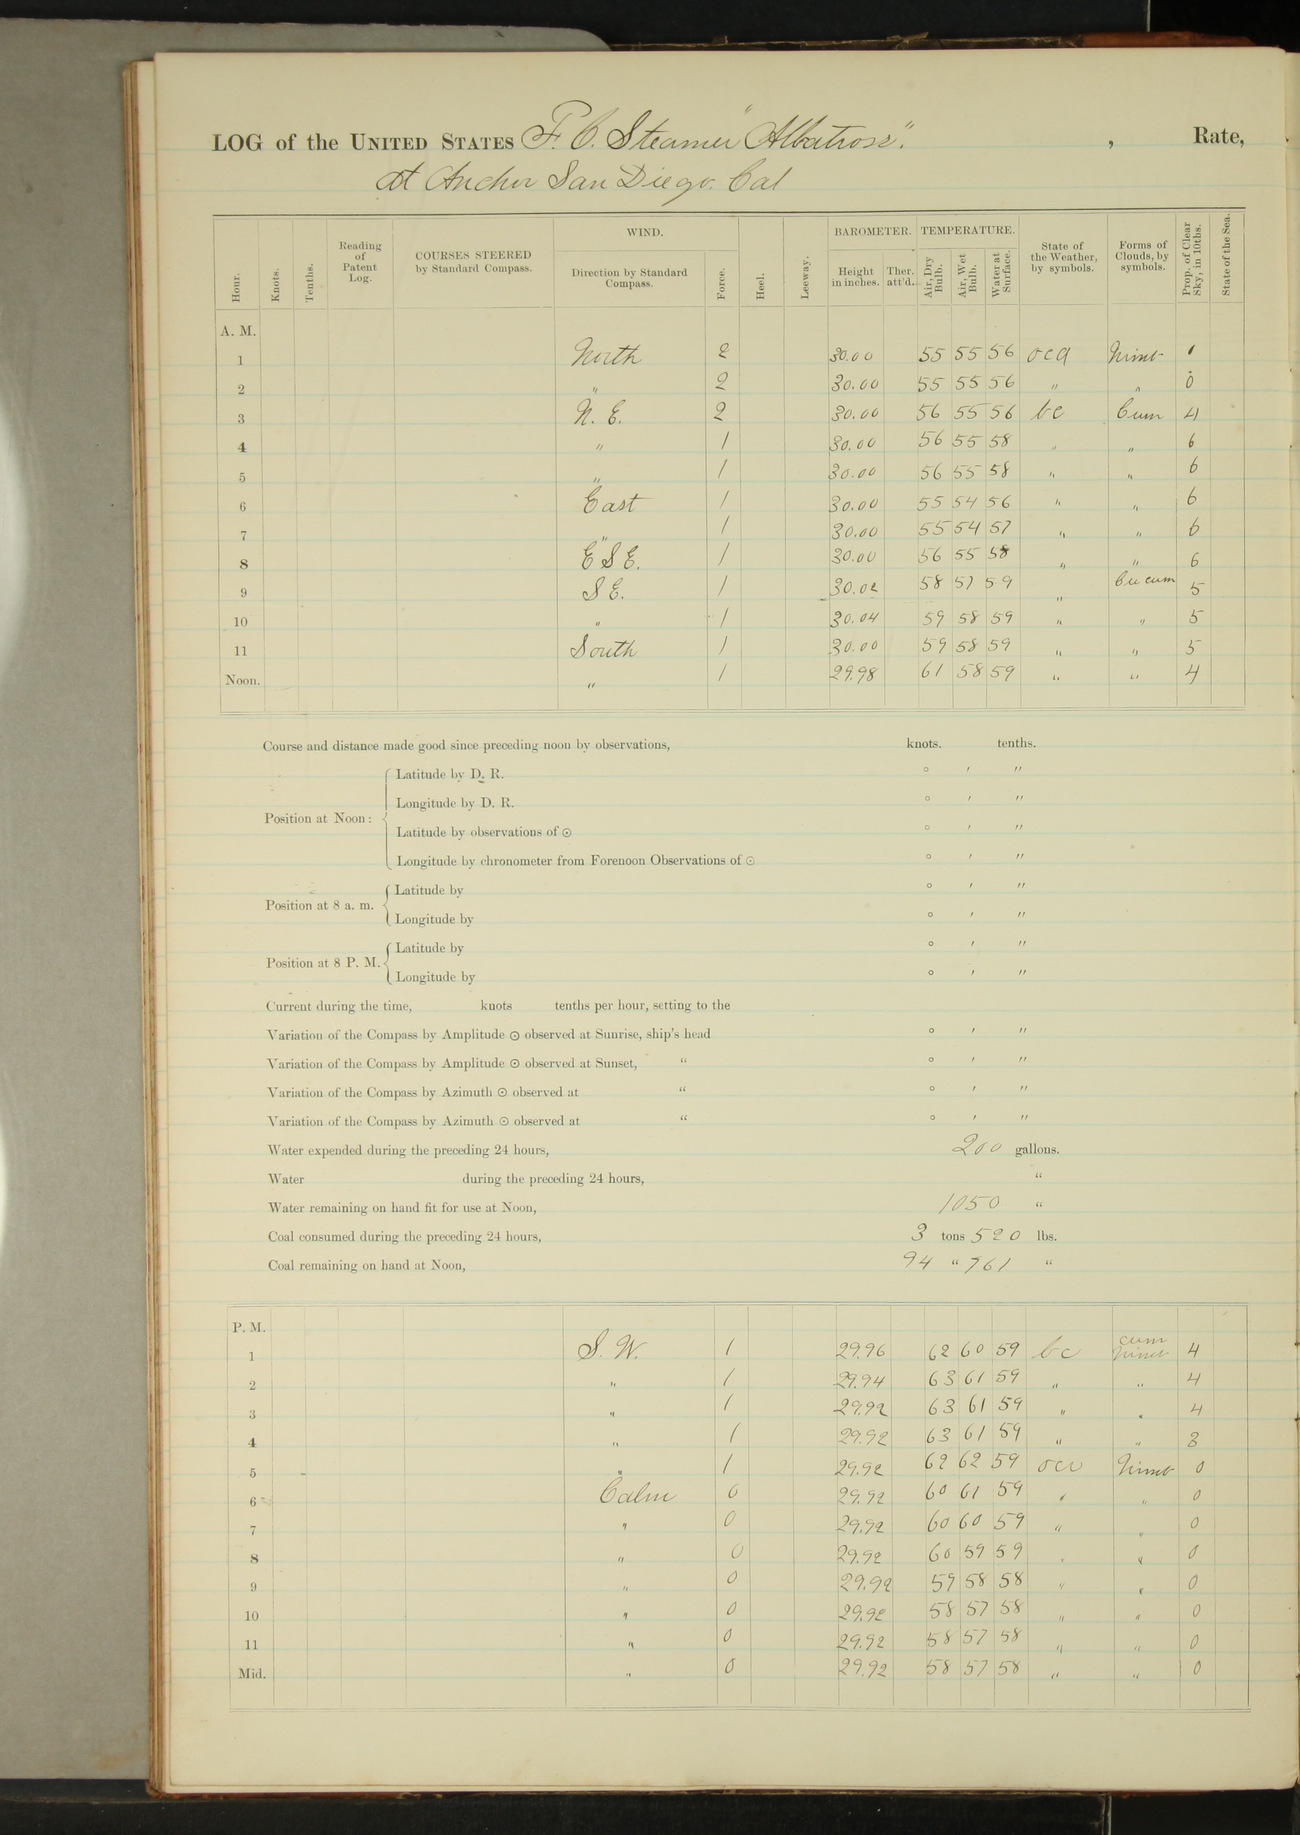 LOG of the UNITED STATES F. C. Steamer "Albatross". , Rate,
at Anchor San Diego. Cal
Hour. Knots. Tenths. Reading of Patent Log. COURSES STEERED by Standard Compass. WIND. Direction by Standard Compass. Force. Heel. Leeway. BAROMETER. Height in inches. Ther. att'd. TEMPERATURE. Air, Dry Bulb. Air, Wet Bulb. Water at Surface. State of the Weather, by symbols. Forms of Clouds, by symbols. Prop. of Clear Sky, in 10ths. State of the Sea.
A. M.
1 North 2 30.00 55 55 56 ocq Nimb 0
2 " 2 30.00 55 55 56 " " 0
3 N. E. 2 30.00 56 55 56 bc Cum 4
4 " 1 30.00 56 55 58 " " 6
5 " 1 30.00 56 55 58 " " 6
6 East 1 30.00 55 54 56 " " 6
7 " 1 30.00 55 54 57 " " 6
8 E S E. 1 30.00 56 55 58 " " 6
9 S E. 1 30.02 58 57 59 " Cu cum 5
10 " 1 30.04 59 58 59 " " 5
11 South 1 30.00 59 58 59 " " 5
Noon. " 1 29.98 61 58 59 " " 4
Course and distance made good since preceding noon by observations, knots. tenths.
Position at Noon: Latitude by D. R. ° ′ ″
Longitude by D. R. ° ′ ″
Latitude by observations of ⊙ ° ′ ″
Longitude by chronometer from Forenoon Observations of ⊙ ° ′ ″
Position at 8 a. m. Latitude by ° ′ ″
Longitude by ° ′ ″
Position at 8 P. M. Latitude by ° ′ ″
Longitude by ° ′ ″
Current during the time, knots tenths per hour, setting to the
Variation of the Compass by Amplitude ⊙ observed at Sunrise, ship's head ° ′ ″
Variation of the Compass by Amplitude ⊙ observed at Sunset, " ° ′ ″
Variation of the Compass by Azimuth ⊙ observed at " ° ′ ″
Variation of the Compass by Azimuth ⊙ observed at " ° ′ ″
Water expended during the preceding 24 hours, 200 gallons.
Water during the preceding 24 hours, "
Water remaining on hand fit for use at Noon, 1050 "
Coal consumed during the preceding 24 hours, 3 tons 520 lbs.
Coal remaining on hand at Noon, 94 " 761 "
P. M.
1 S. W. 1 29.96 62 60 59 bc cum Nimb 4
2 " 1 29.94 63 61 59 " " 4
3 " 1 29.92 63 61 59 " " 4
4 " 1 29.92 63 61 59 " " 3
5 " 1 29.92 62 62 59 Nimb 0
6 Calm 0 29.92 60 61 59 " " 0
7 " 0 29.92 60 60 59 " " 0
8 " 0 29.92 60 59 59 " " 0
9 " 0 29.92 59 58 58 " " 0
10 " 0 29.92 58 57 58 " " 0
11 " 0 29.92 58 57 58 " " 0
Mid. " 0 29.92 58 57 58 " " 0